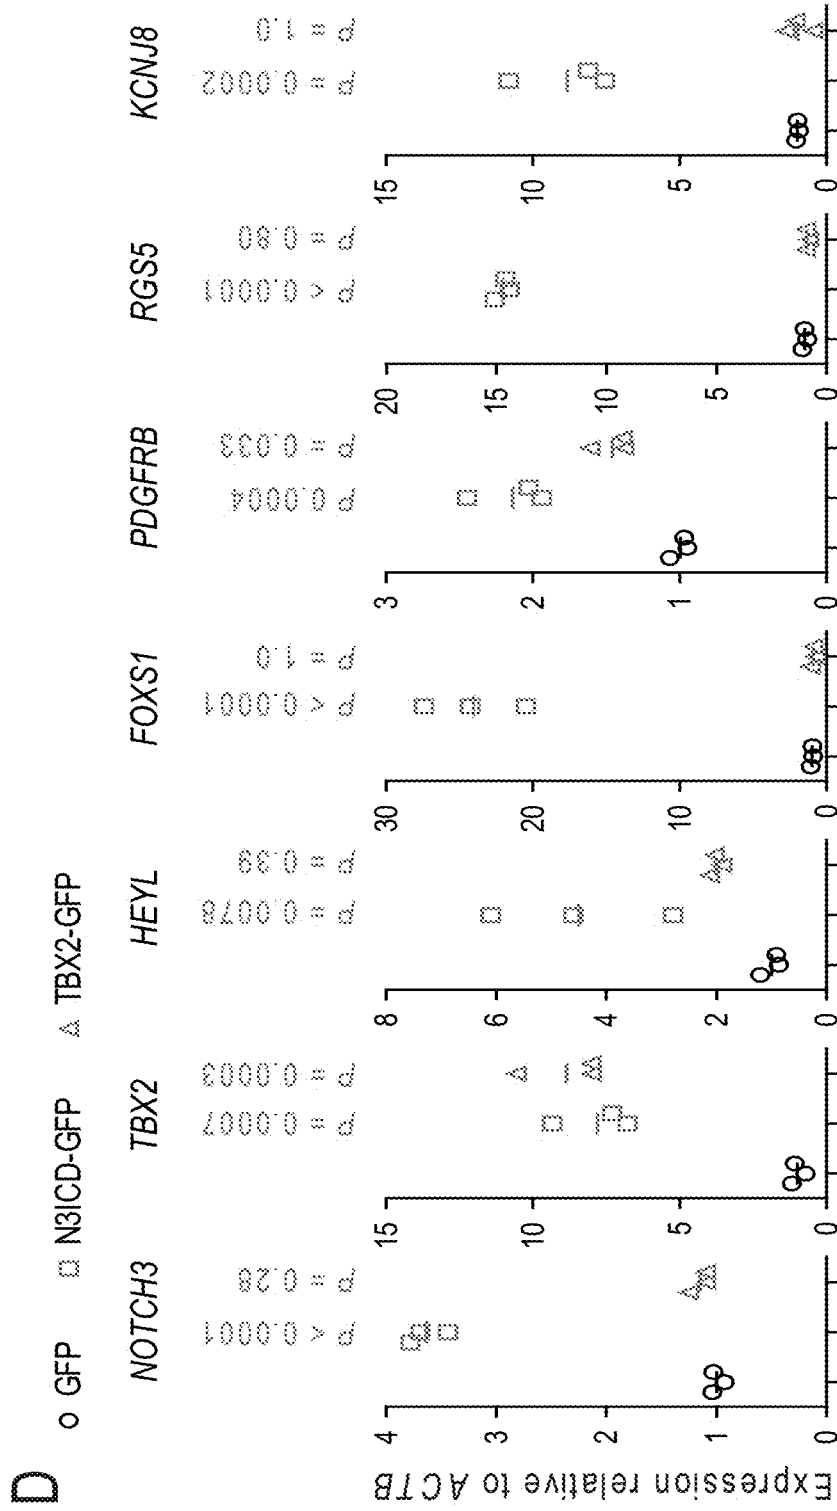 D
GFP N3ICD-GFP TBX2-GFP
NOTCH3 TBX2 HEYL FOXS1 PDGFRB RGS5 KCNJ8
P < 0.0001 P = 0.28
P = 0.0007 P = 0.0003
P = 0.0078 P = 0.39
P < 0.0001 P = 1.0
P 0.0004 P = 0.033
P < 0.0001 P = 0.80
P = 0.0002 P = 1.0
Expression relative to ACTB
4 3 2 1 0
15 10 5 0
8 6 4 2 0
30 20 10 0
3 2 1 0
20 15 10 5 0
15 10 5 0